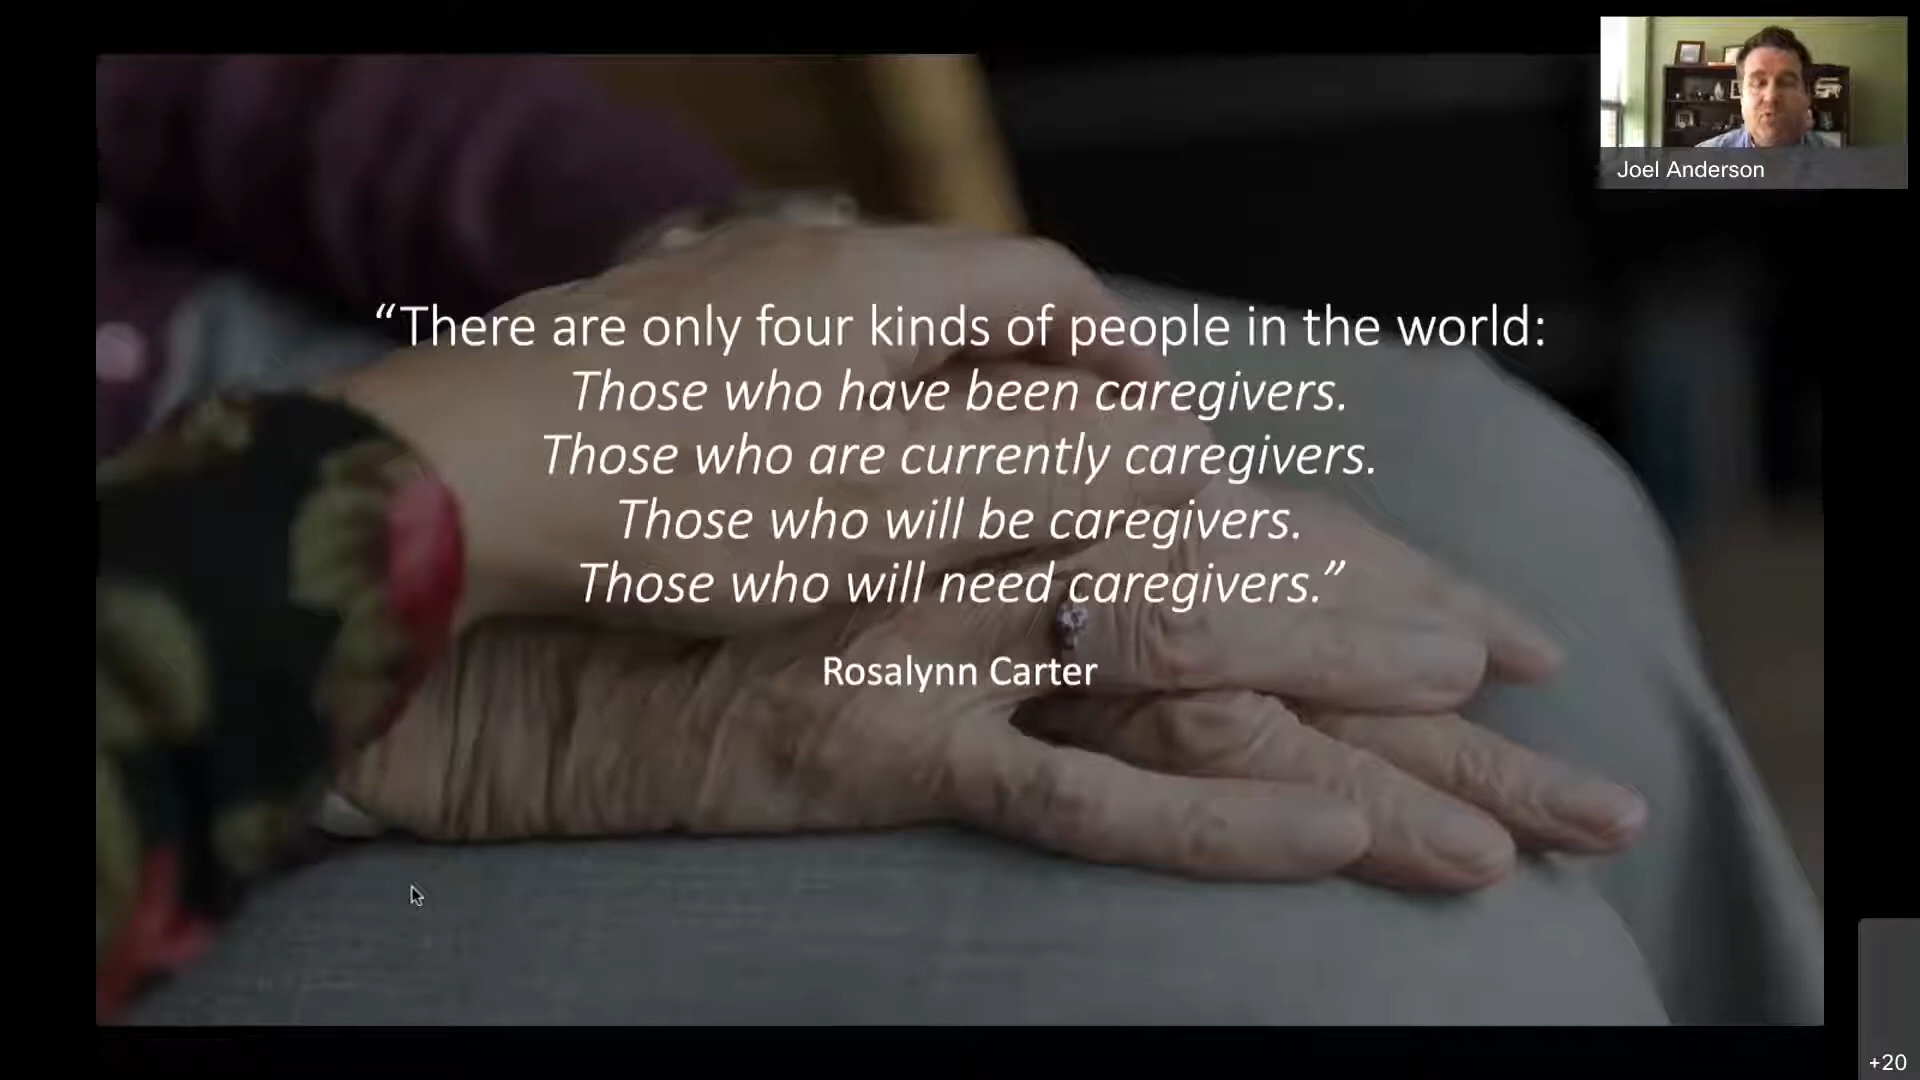 Joel Anderson
“There are only four kinds of people in the world:
Those who have been caregivers.
Those who are currently caregivers.
Those who will be caregivers.
Those who will need caregivers.”
Rosalynn Carter
+20